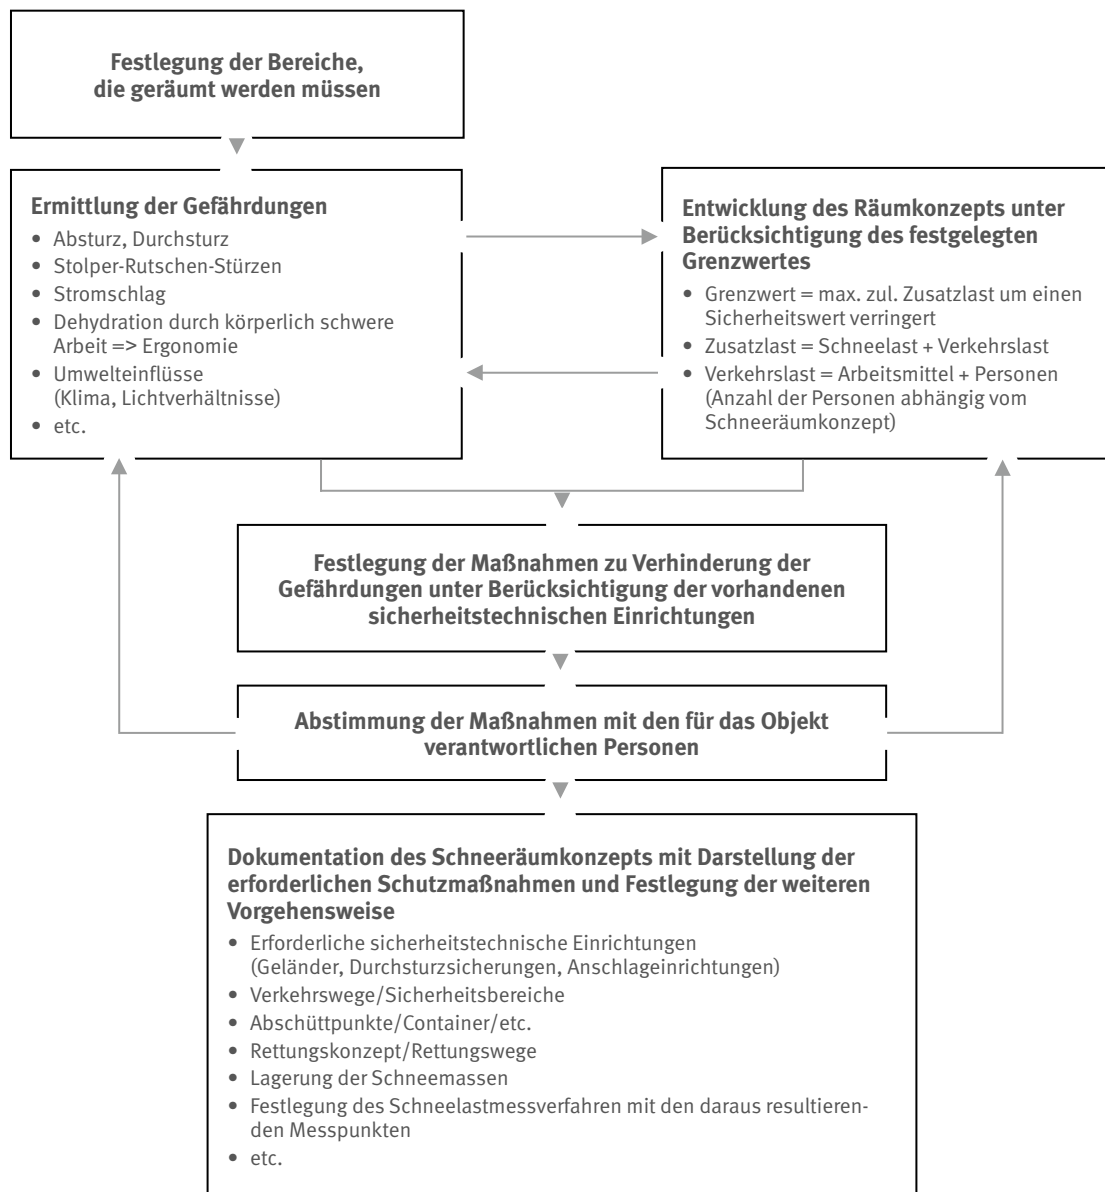 Festlegung der Bereiche,
die geräumt werden müssen
Ermittlung der Gefährdungen
• Absturz, Durchsturz
• Stolper-Rutschen-Stürzen
• Stromschlag
• Dehydration durch körperlich schwere
Arbeit => Ergonomie
• Umwelteinflüsse
(Klima, Lichtverhältnisse)
• etc.
Entwicklung des Räumkonzepts unter
Berücksichtigung des festgelegten
Grenzwertes
• Grenzwert = max. zul. Zusatzlast um einen
Sicherheitswert verringert
• Zusatzlast = Schneelast + Verkehrslast
• Verkehrslast = Arbeitsmittel + Personen
(Anzahl der Personen abhängig vom
Schneeräumkonzept)
Festlegung der Maßnahmen zu Verhinderung der
Gefährdungen unter Berücksichtigung der vorhandenen
sicherheitstechnischen Einrichtungen
Abstimmung der Maßnahmen mit den für das Objekt
verantwortlichen Personen
Dokumentation des Schneeräumkonzepts mit Darstellung der
erforderlichen Schutzmaßnahmen und Festlegung der weiteren
Vorgehensweise
• Erforderliche sicherheitstechnische Einrichtungen
(Geländer, Durchsturzsicherungen, Anschlageinrichtungen)
• Verkehrswege/Sicherheitsbereiche
• Abschüttpunkte/Container/etc.
• Rettungskonzept/Rettungswege
• Lagerung der Schneemassen
• Festlegung des Schneelastmessverfahren mit den daraus resultieren-
den Messpunkten
• etc.